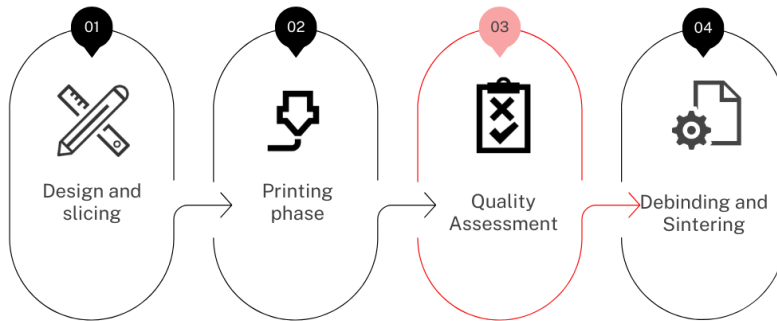 01
02
03
04
Design and
slicing
Printing
phase
Quality
Assessment
Debinding and
Sintering